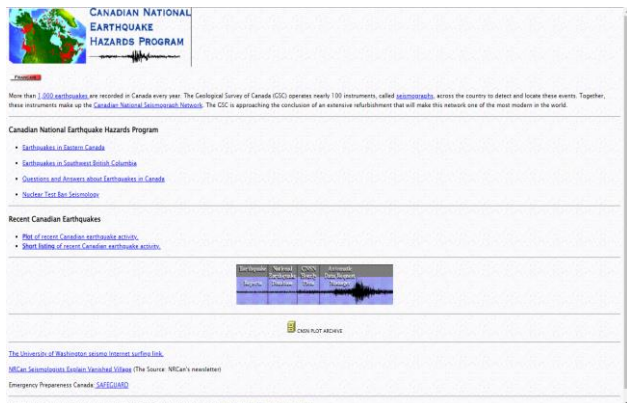 CANADIAN NATIONAL
EARTHQUAKE
HAZARDS PROGRAM
More than 1,000 earthquakes are recorded in Canada every year. The Geological Survey of Canada (GSC) operates nearly 100 instruments, called seismographs, across the country to detect and locate these events. Together,
these instruments make up the Canadian National Seismograph Network. The GSC is approaching the conclusion of an extensive refurbishment that will make this network one of the most modern in the world.
Canadian National Earthquake Hazards Program
• Earthquakes in Eastern Canada
• Earthquakes in Southwest British Columbia
• Questions and Answers about Earthquakes in Canada
• Nuclear Test Ban Seismology
Recent Canadian Earthquakes
• Plot of recent Canadian earthquake activity.
• Short listing of recent Canadian earthquake activity.
Earthquake National CNSN Automatic
Earthquake
Reports
CNSN PLOT ARCHIVE
The University of Washington seismo Internet surfing link.
NRCan Seismologists Explain Vanished Village (The Source: NRCan's newsletter)
Emergency Preparenece Canada: SAFEGUARD